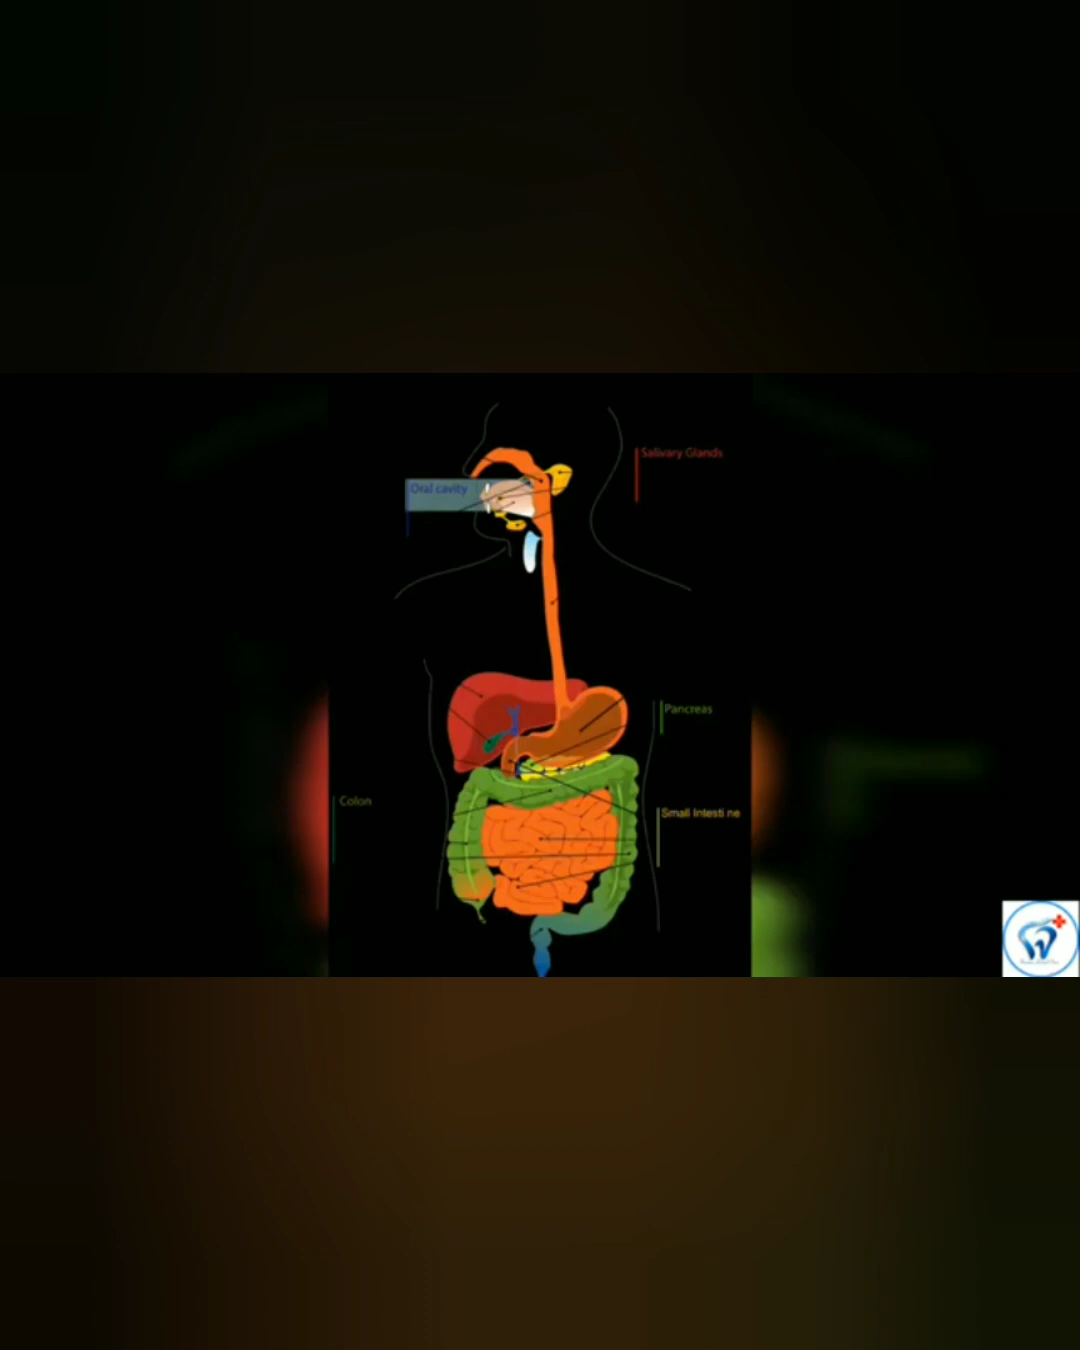 Salivary Glands
Oral cavity
Pancreas
Colon
Small Intesti ne